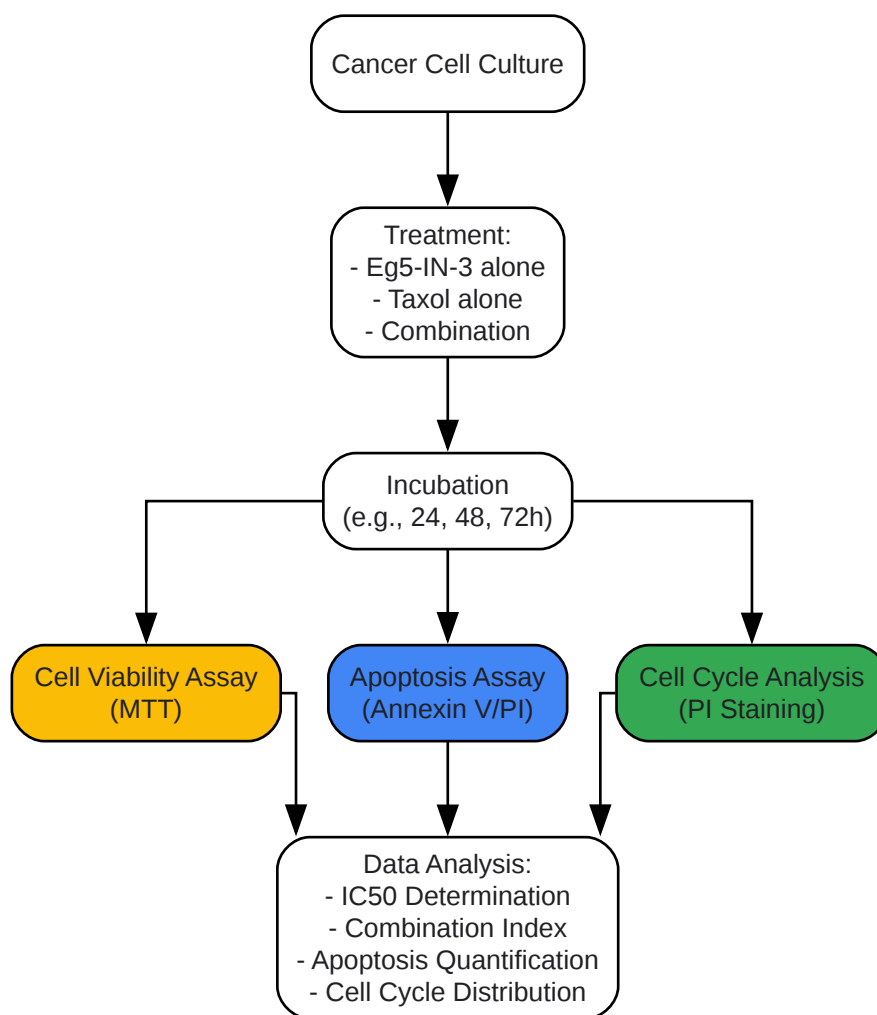 Cancer Cell Culture
Treatment:
- Eg5-IN-3 alone
- Taxol alone
- Combination
Incubation
(e.g., 24, 48, 72h)
Cell Viability Assay
(MTT)
Apoptosis Assay
(Annexin V/PI)
Cell Cycle Analysis
(PI Staining)
Data Analysis:
- IC50 Determination
- Combination Index
- Apoptosis Quantification
- Cell Cycle Distribution